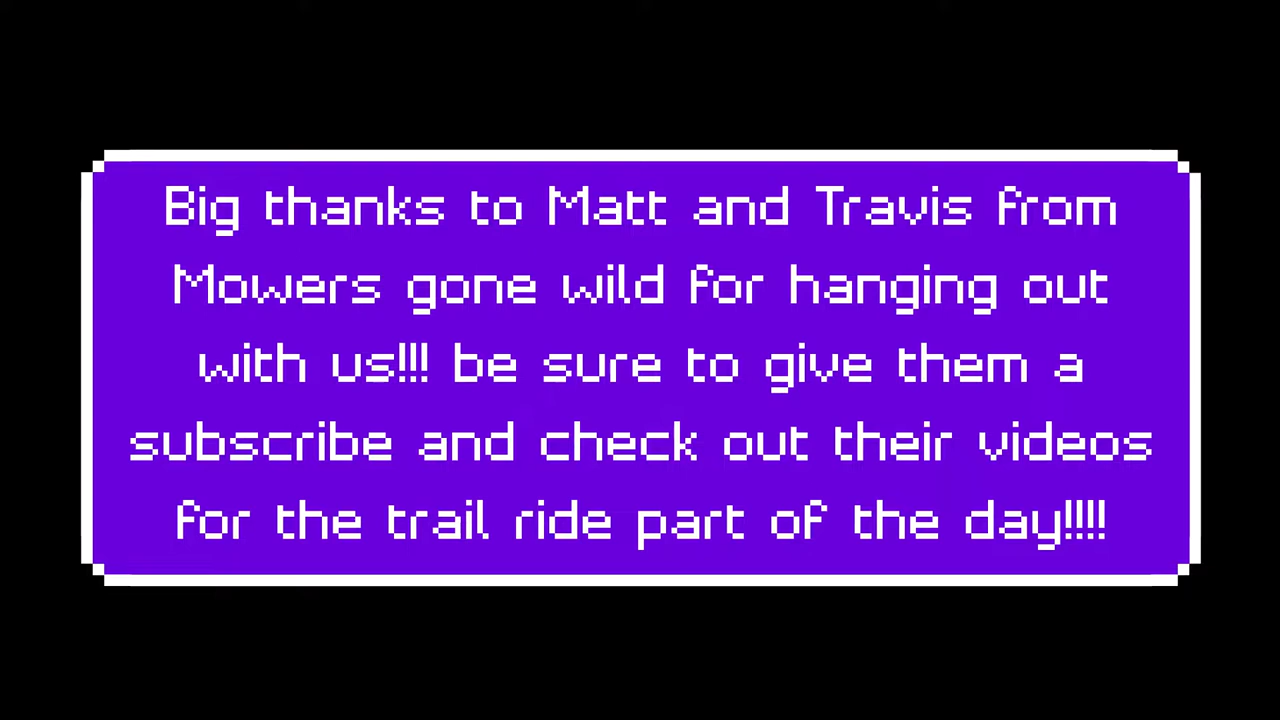 Big thanks to Matt and Travis from
Mowers gone wild for hanging out
with us!!! be sure to give them a
subscribe and check out their videos
for the trail ride part of the day!!!!